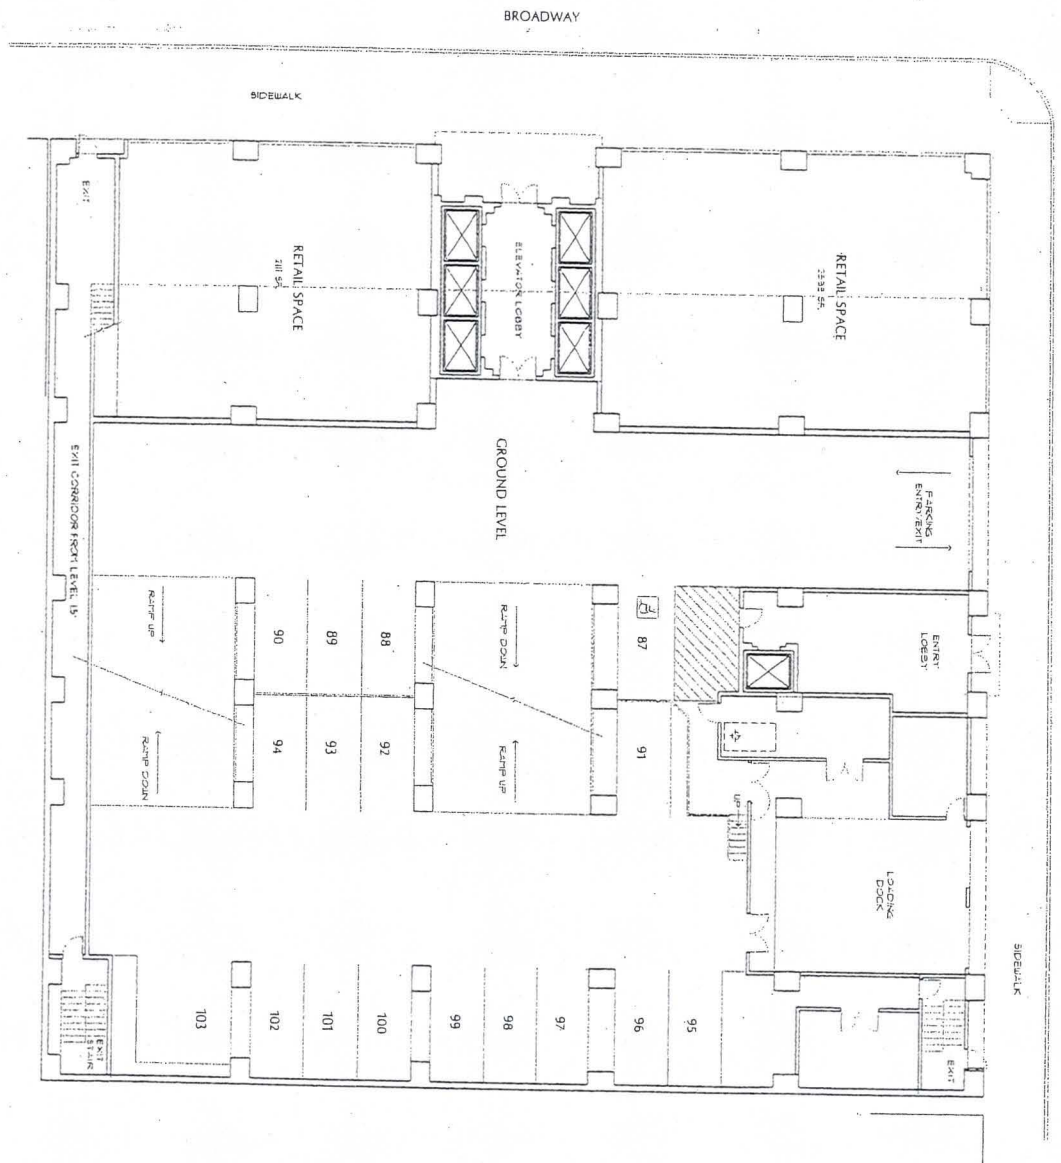 BROADWAY
SIDEWALK
EXIT
RETAIL SPACE
ELEVATOR LOBBY
RETAIL SPACE
EXIT CORRIDOR FROM LEVEL
GROUND LEVEL
PARKING
ENTRY/EXIT
RAMP UP
90
89
88
RAMP DOWN
87
ENTRY
LOBBY
RAMP DOWN
94
93
92
RAMP UP
91
UP
LOADING
DOCK
SIDEWALK
EXIT
STAIR
103
102
101
100
99
98
97
96
95
EXIT